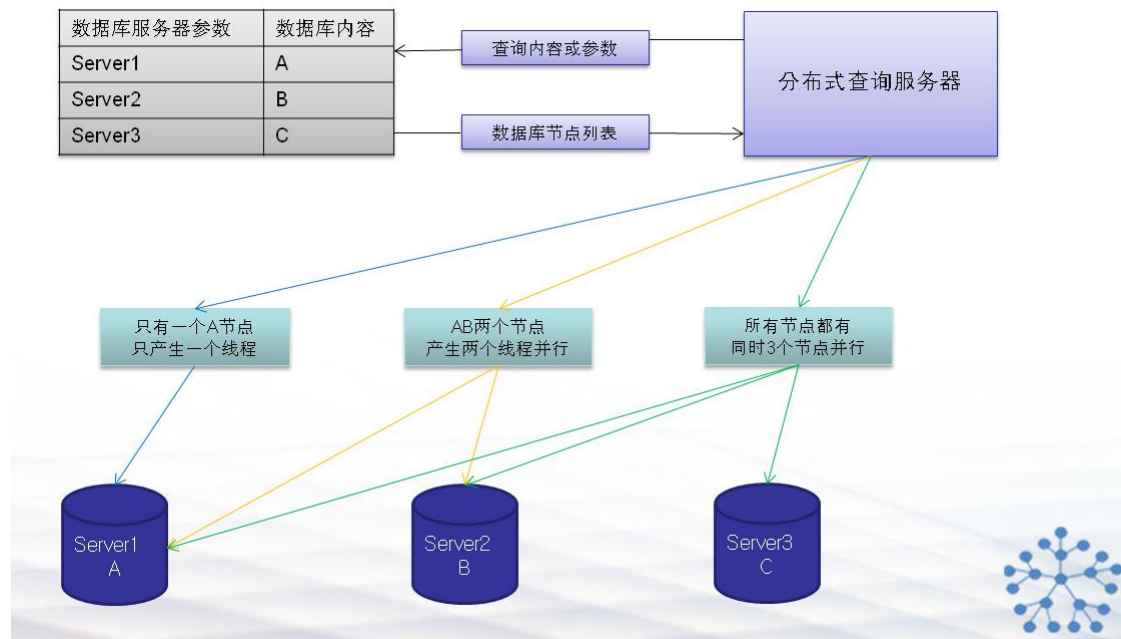 数据库服务器参数 数据库内容
Server1 A
Server2 B
Server3 C
查询内容或参数
数据库节点列表
分布式查询服务器
只有一个A节点
只产生一个线程
AB两个节点
产生两个线程并行
所有节点都有
同时3个节点并行
Server1
A
Server2
B
Server3
C